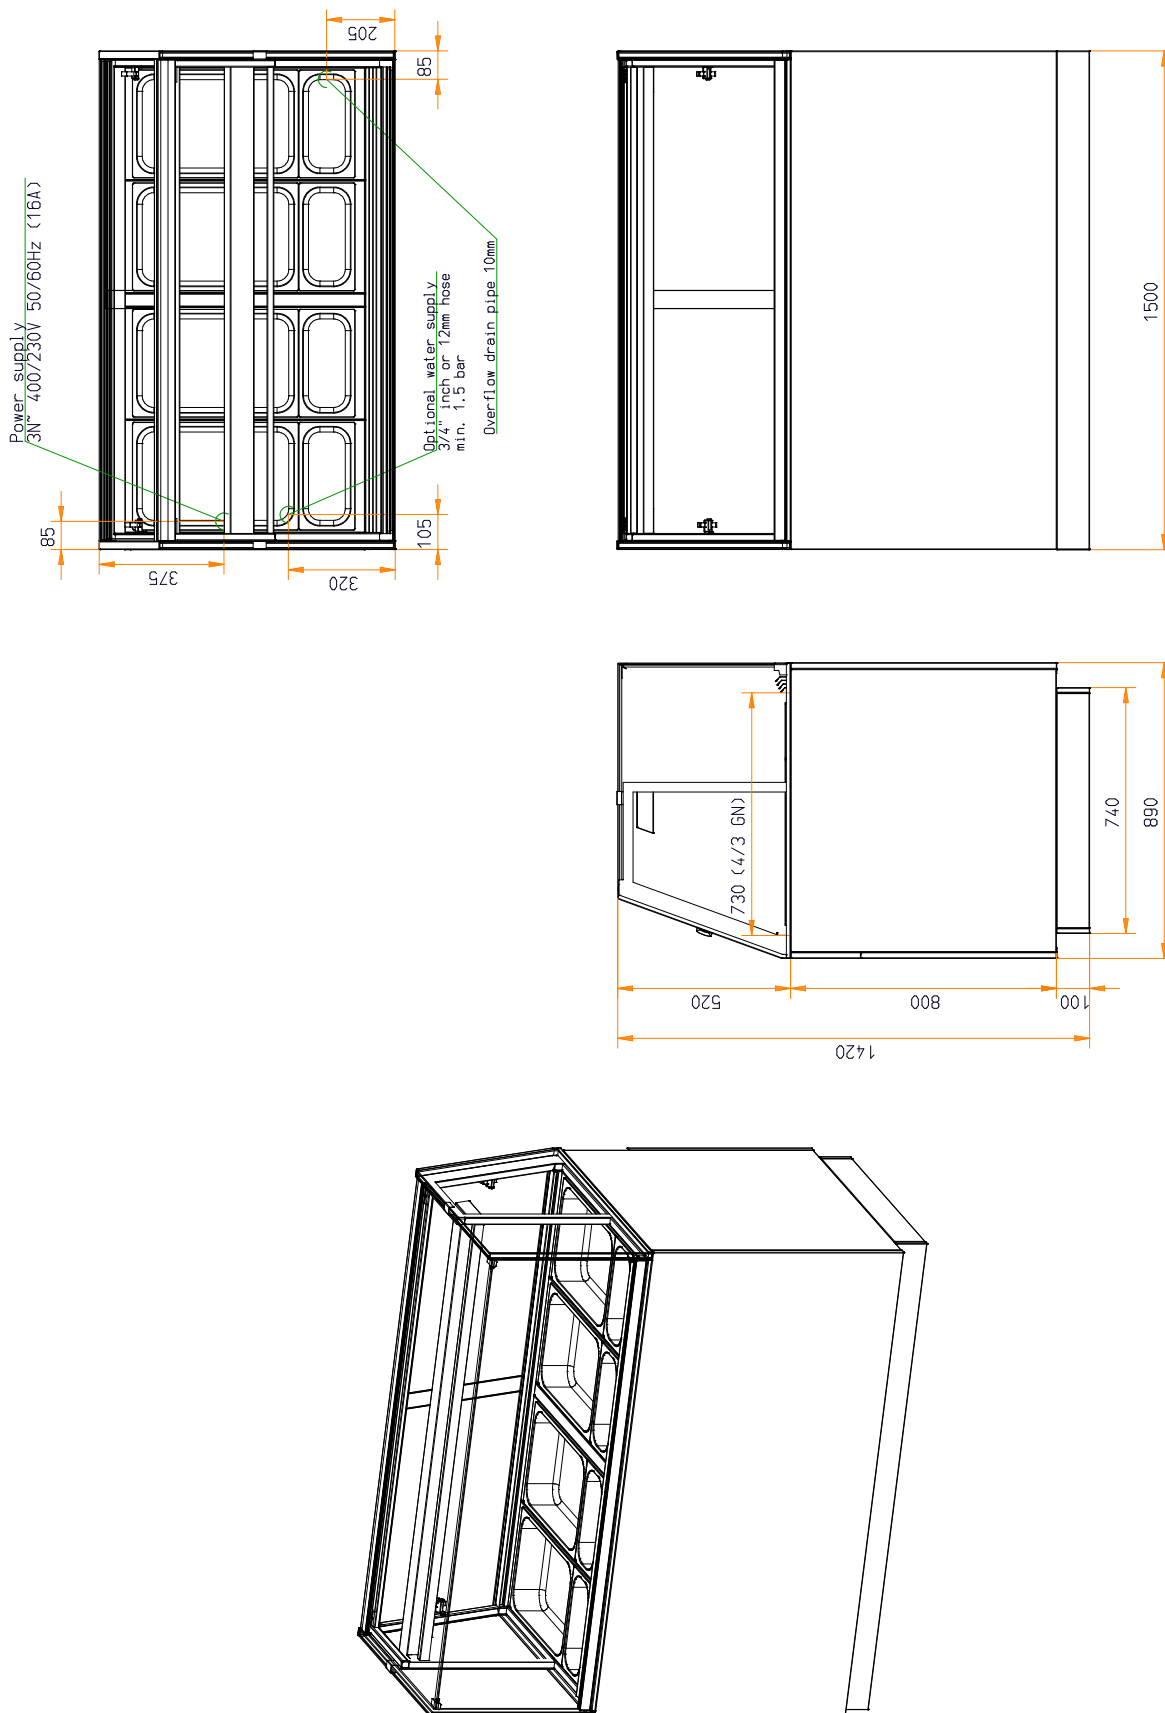 205
85
Power supply
3N~ 400/230V 50/60Hz (16A)
Optional water supply
3/4" inch or 12mm hose
min. 1.5 bar
Overflow drain pipe 10mm
85
105
375
320
1500
730 (4/3 GN)
740
890
520
800
100
1420